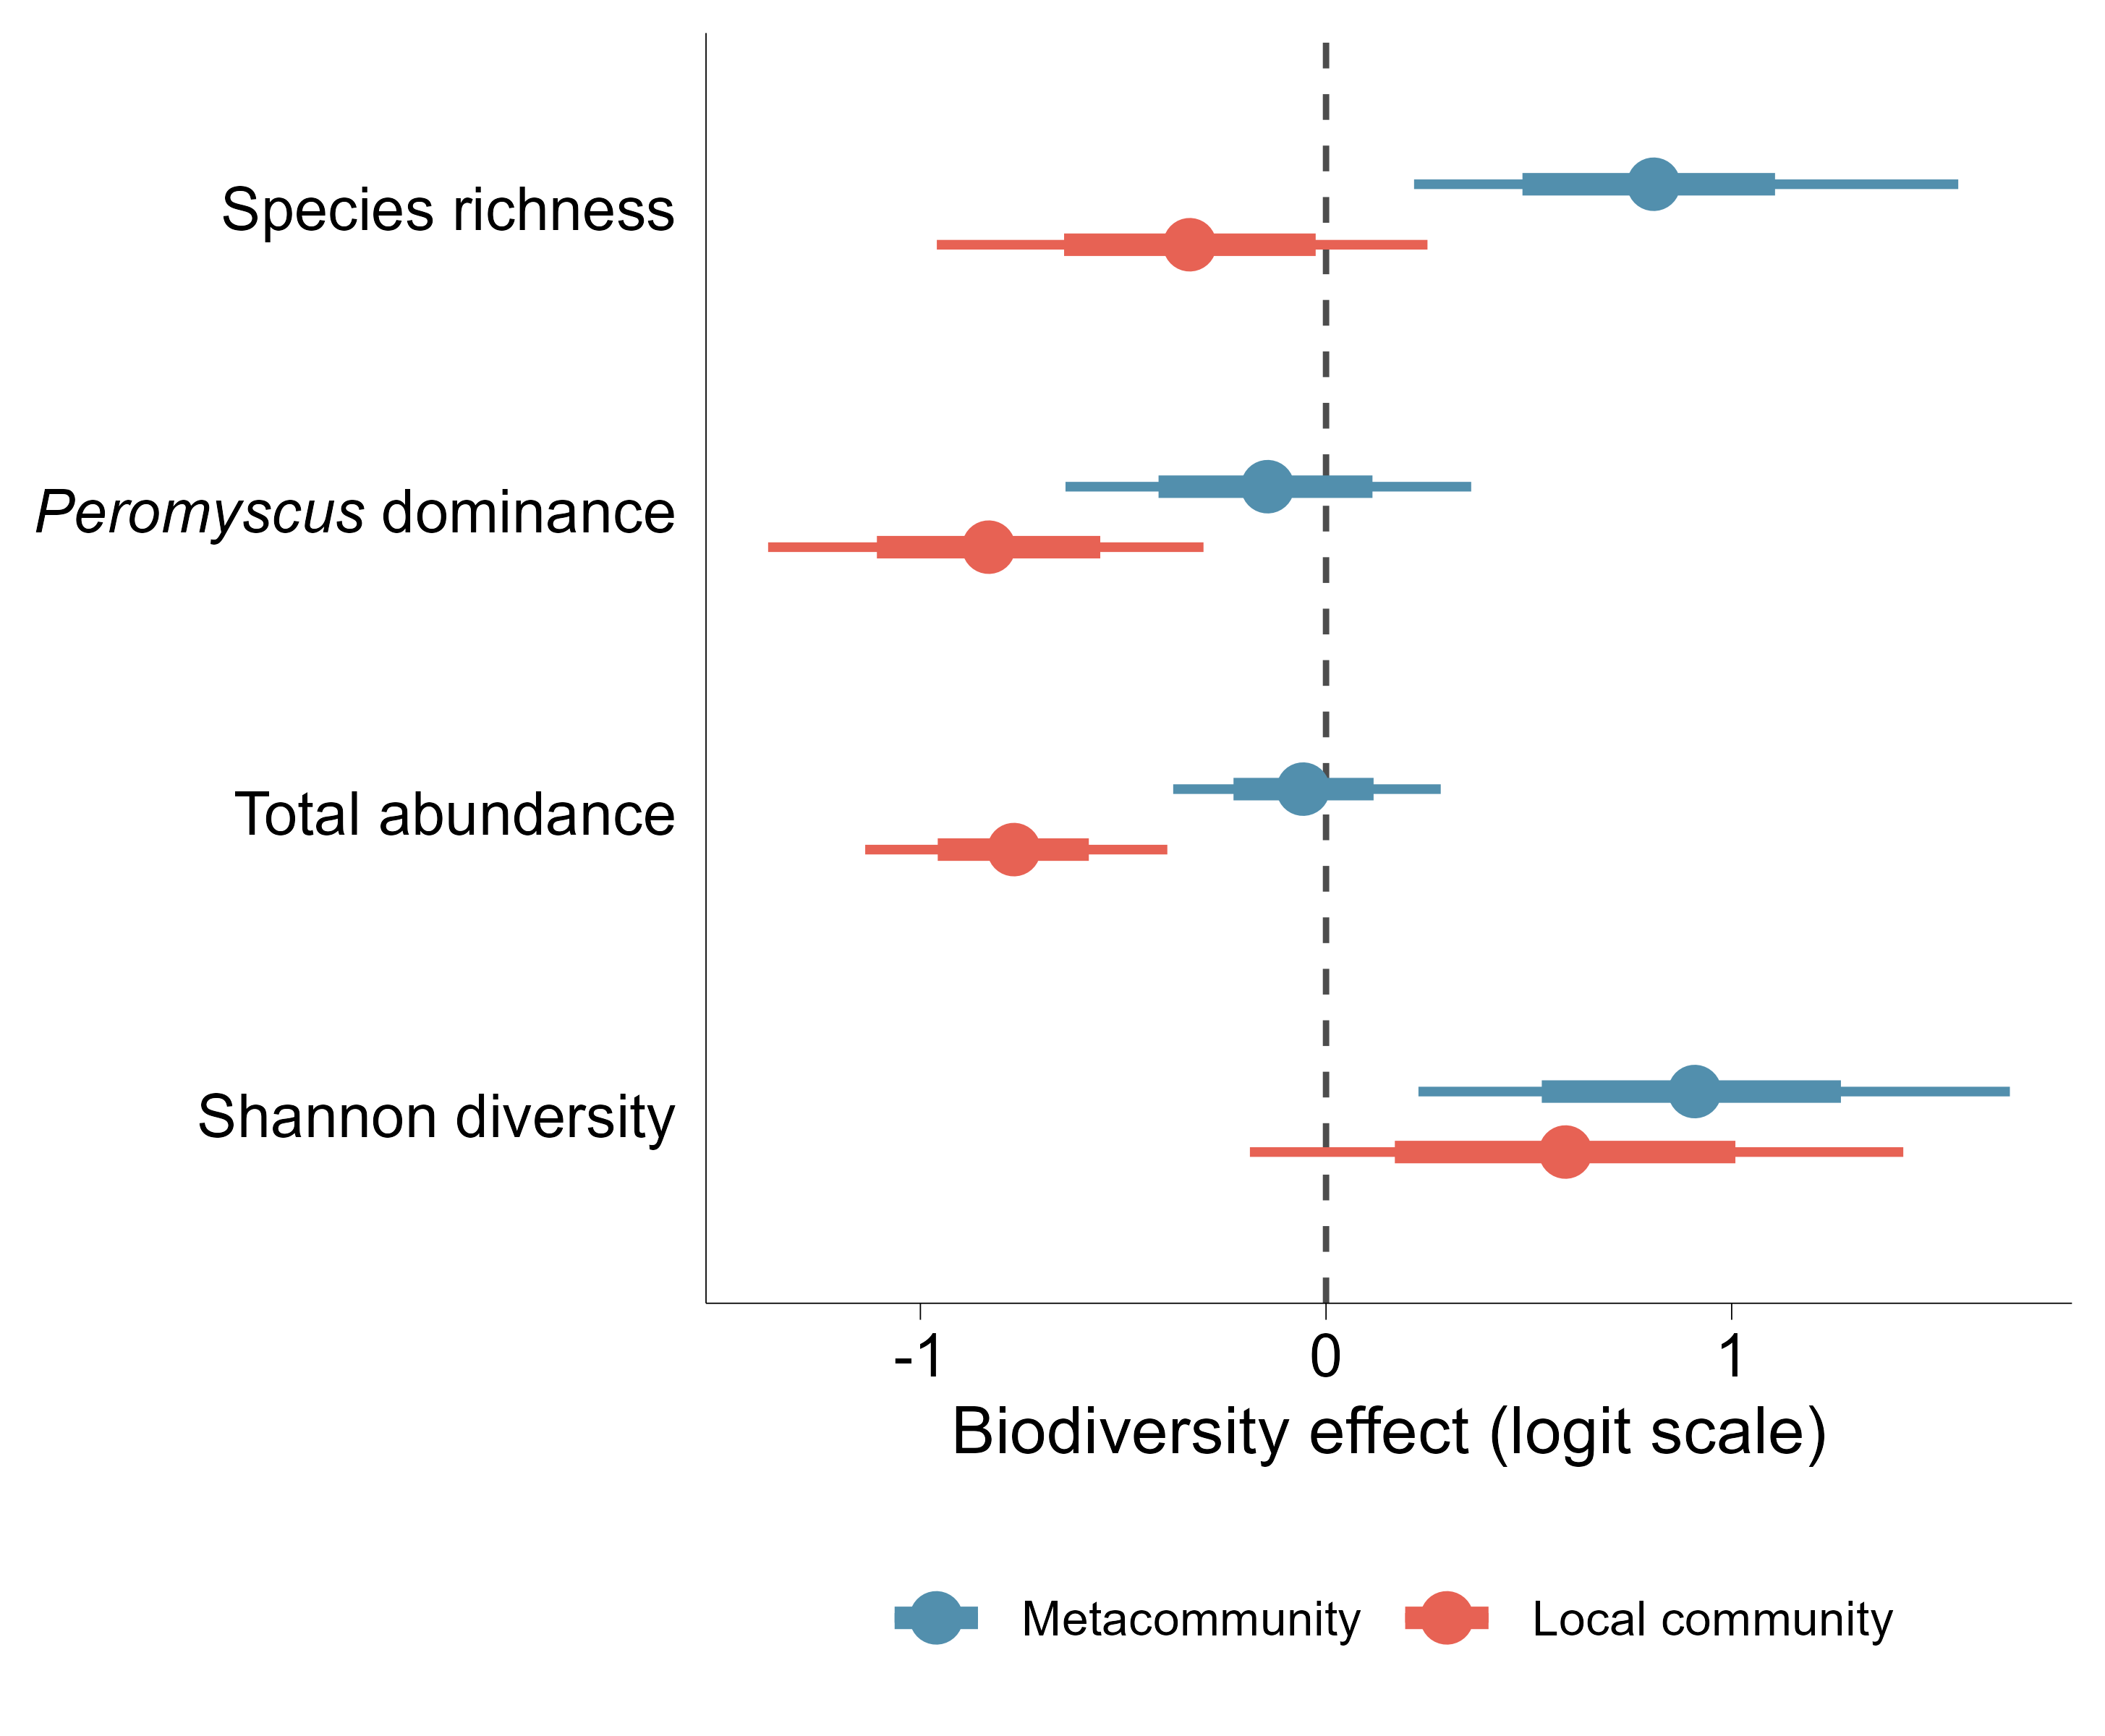 Species richness
Peromyscus dominance
Total abundance
Shannon diversity
-1 0 1
Biodiversity effect (logit scale)
Metacommunity Local community